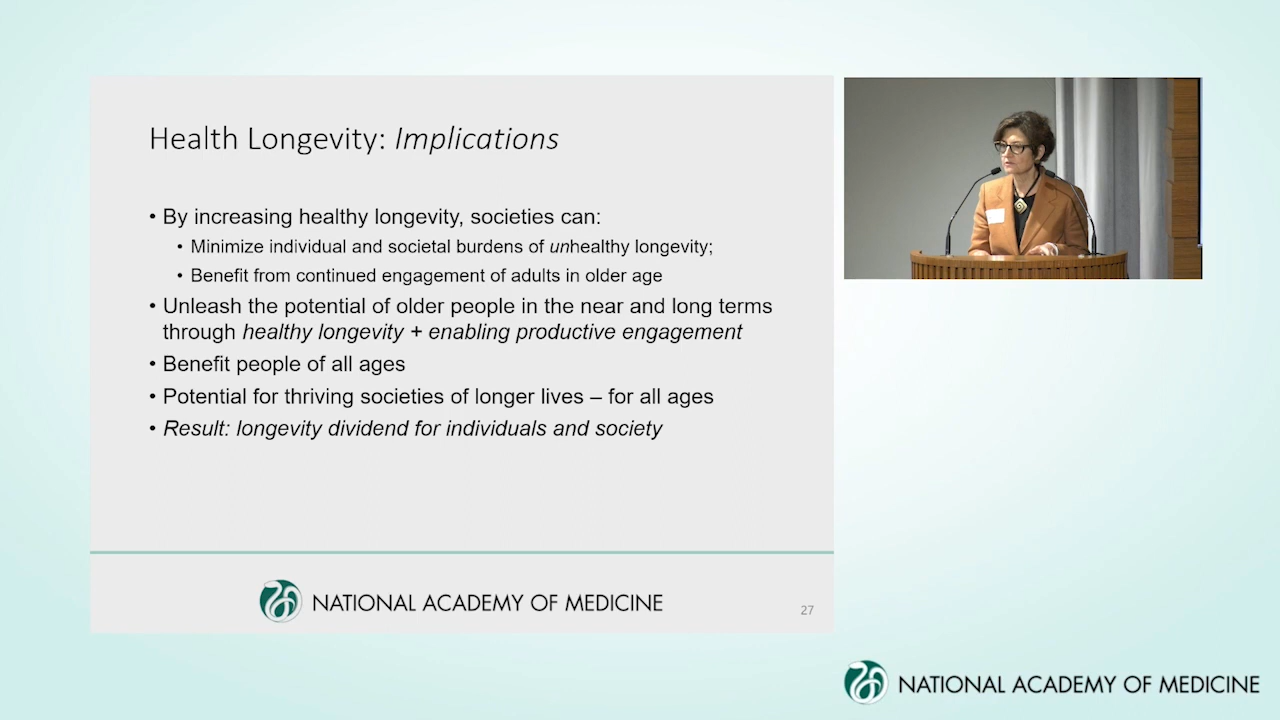 Health Longevity: Implications
• By increasing healthy longevity, societies can:
• Minimize individual and societal burdens of unhealthy longevity;
• Benefit from continued engagement of adults in older age
• Unleash the potential of older people in the near and long terms
through healthy longevity + enabling productive engagement
• Benefit people of all ages
• Potential for thriving societies of longer lives – for all ages
• Result: longevity dividend for individuals and society
NATIONAL ACADEMY OF MEDICINE
27
NATIONAL ACADEMY OF MEDICINE